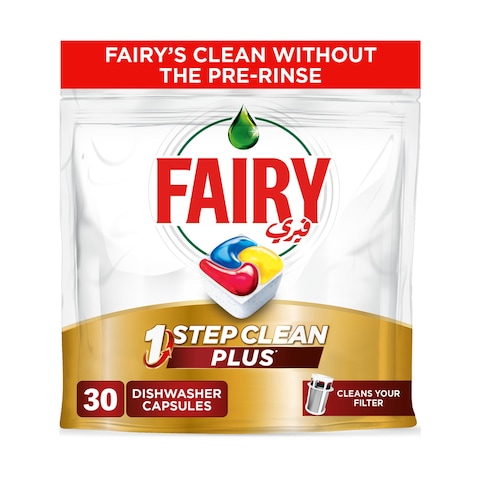 FAIRY'S CLEAN WITHOUT
THE PRE-RINSE
FAIRY
فيري
1 STEP CLEAN
PLUS*
30 DISHWASHER
CAPSULES
CLEANS YOUR
FILTER